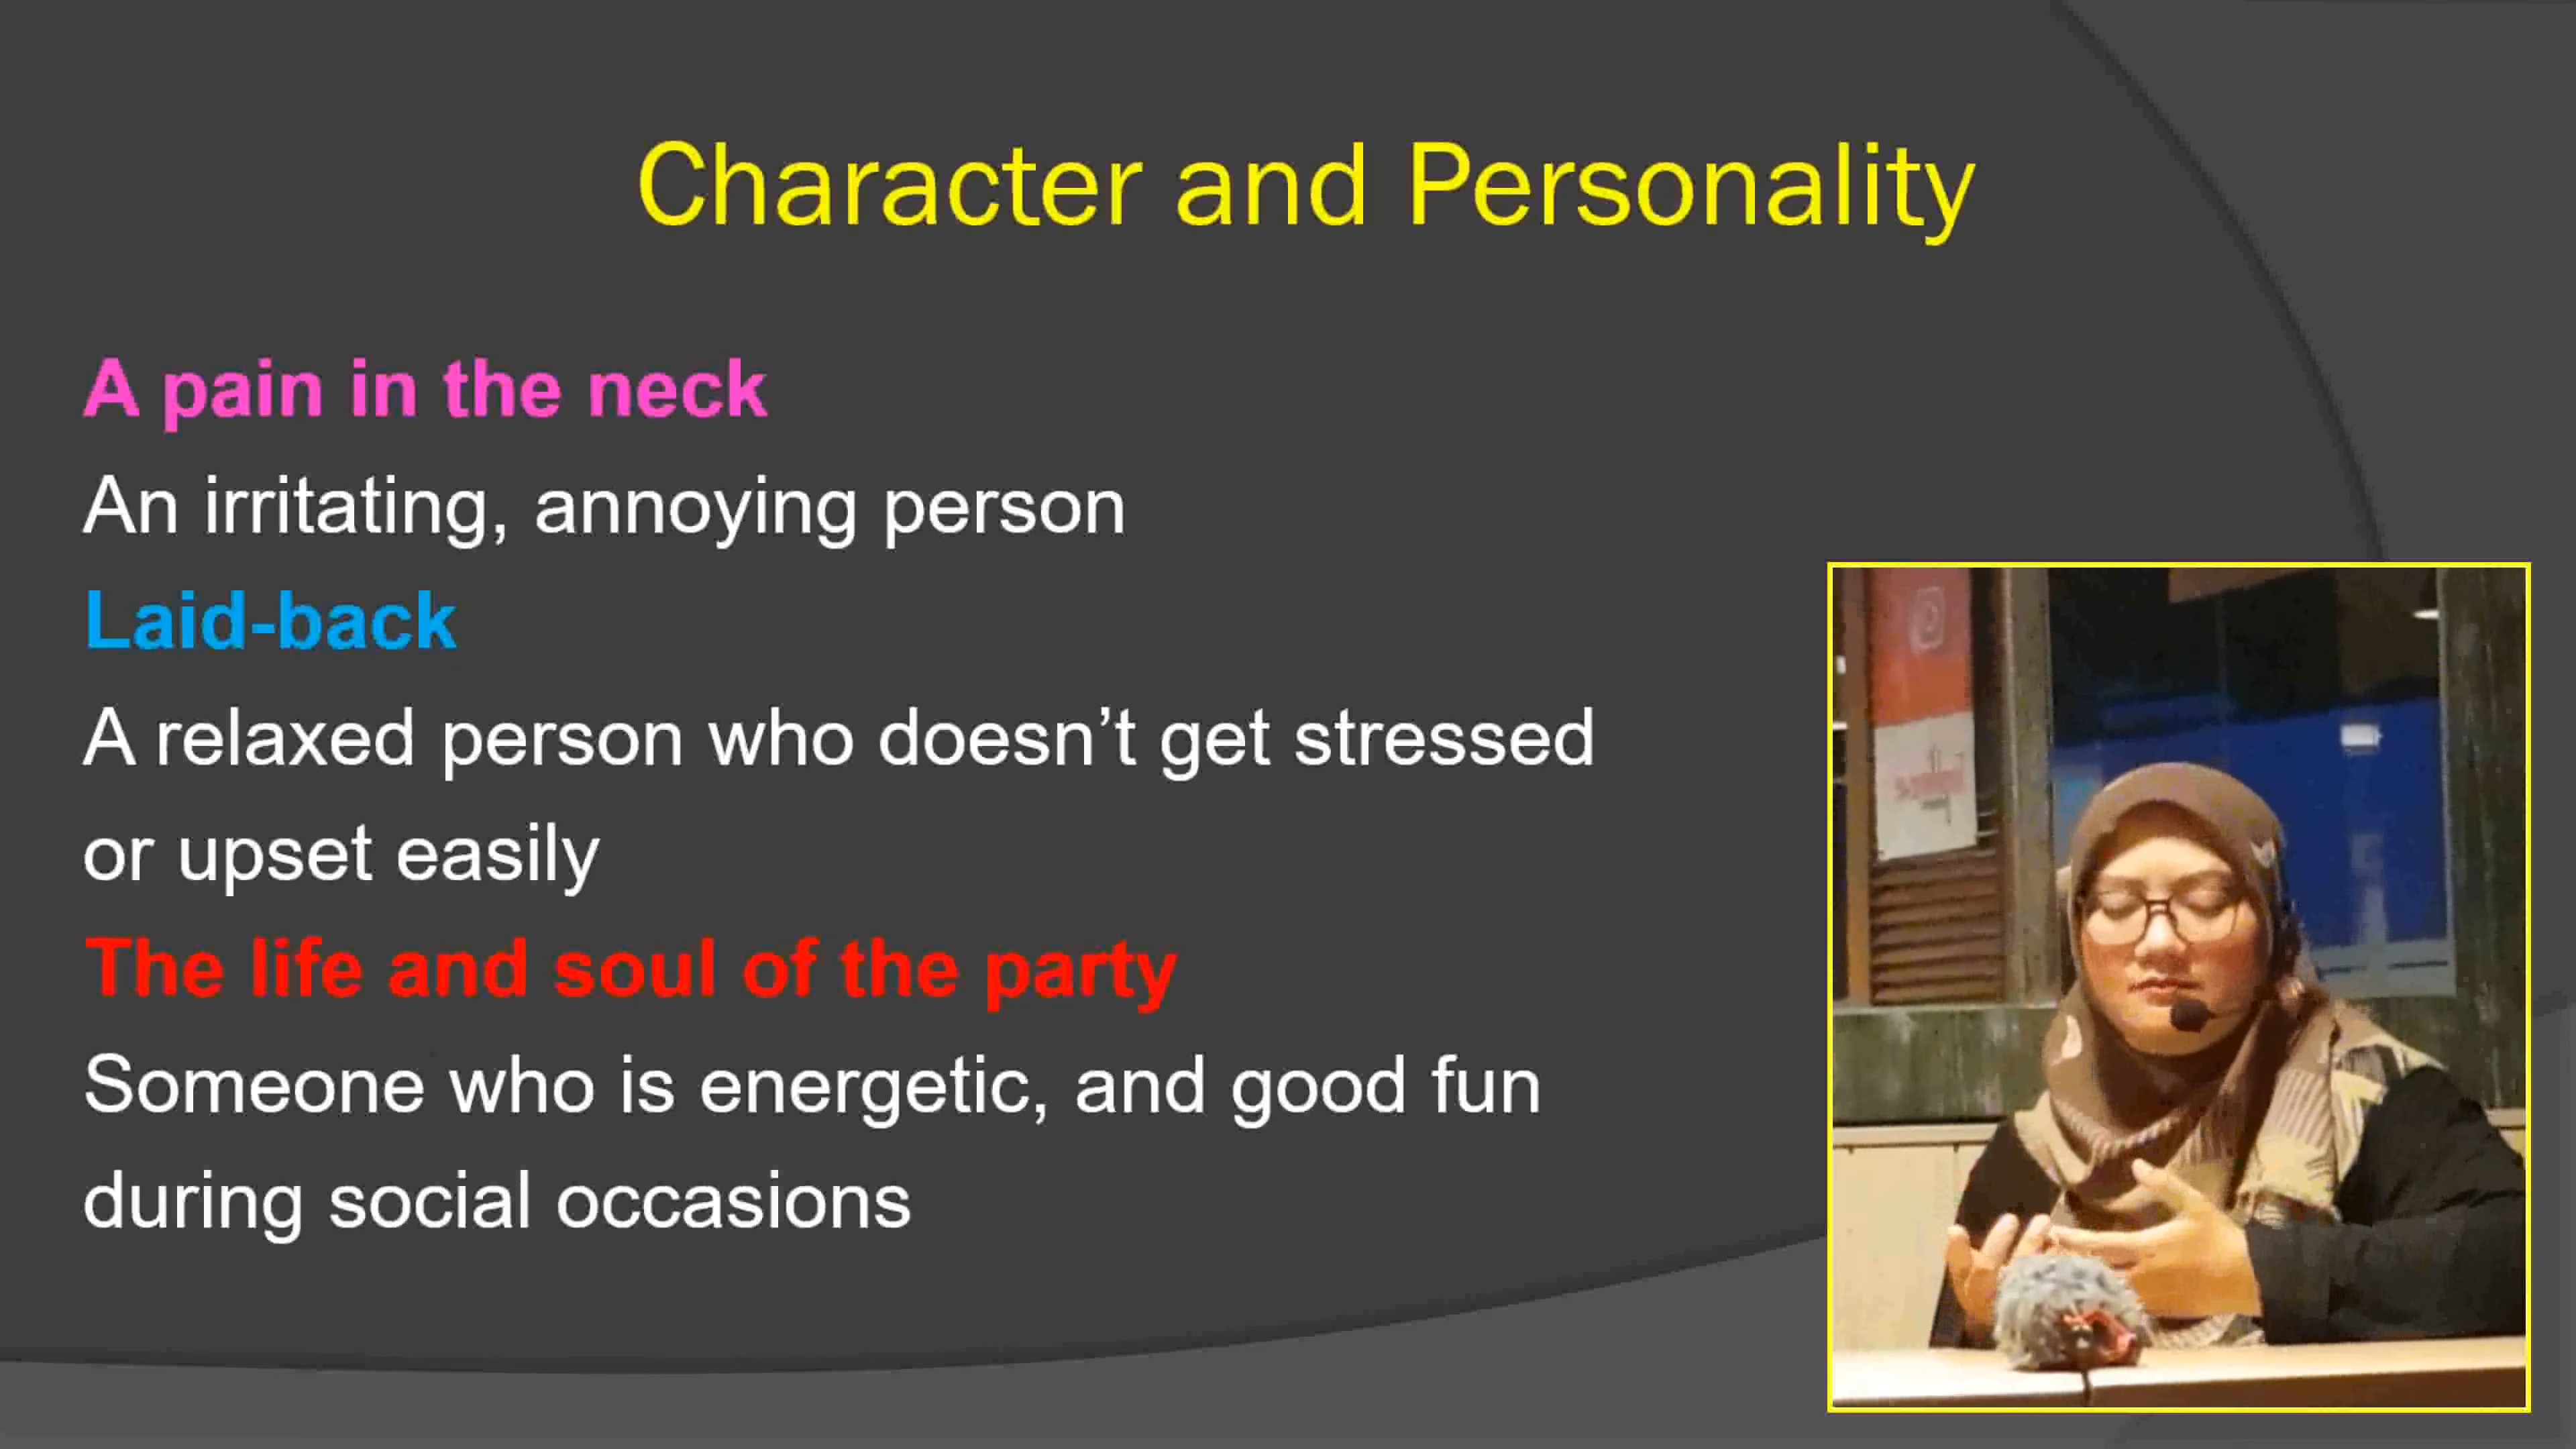 Character and Personality
A pain in the neck
An irritating, annoying person
Laid-back
A relaxed person who doesn’t get stressed
or upset easily
The life and soul of the party
Someone who is energetic, and good fun
during social occasions